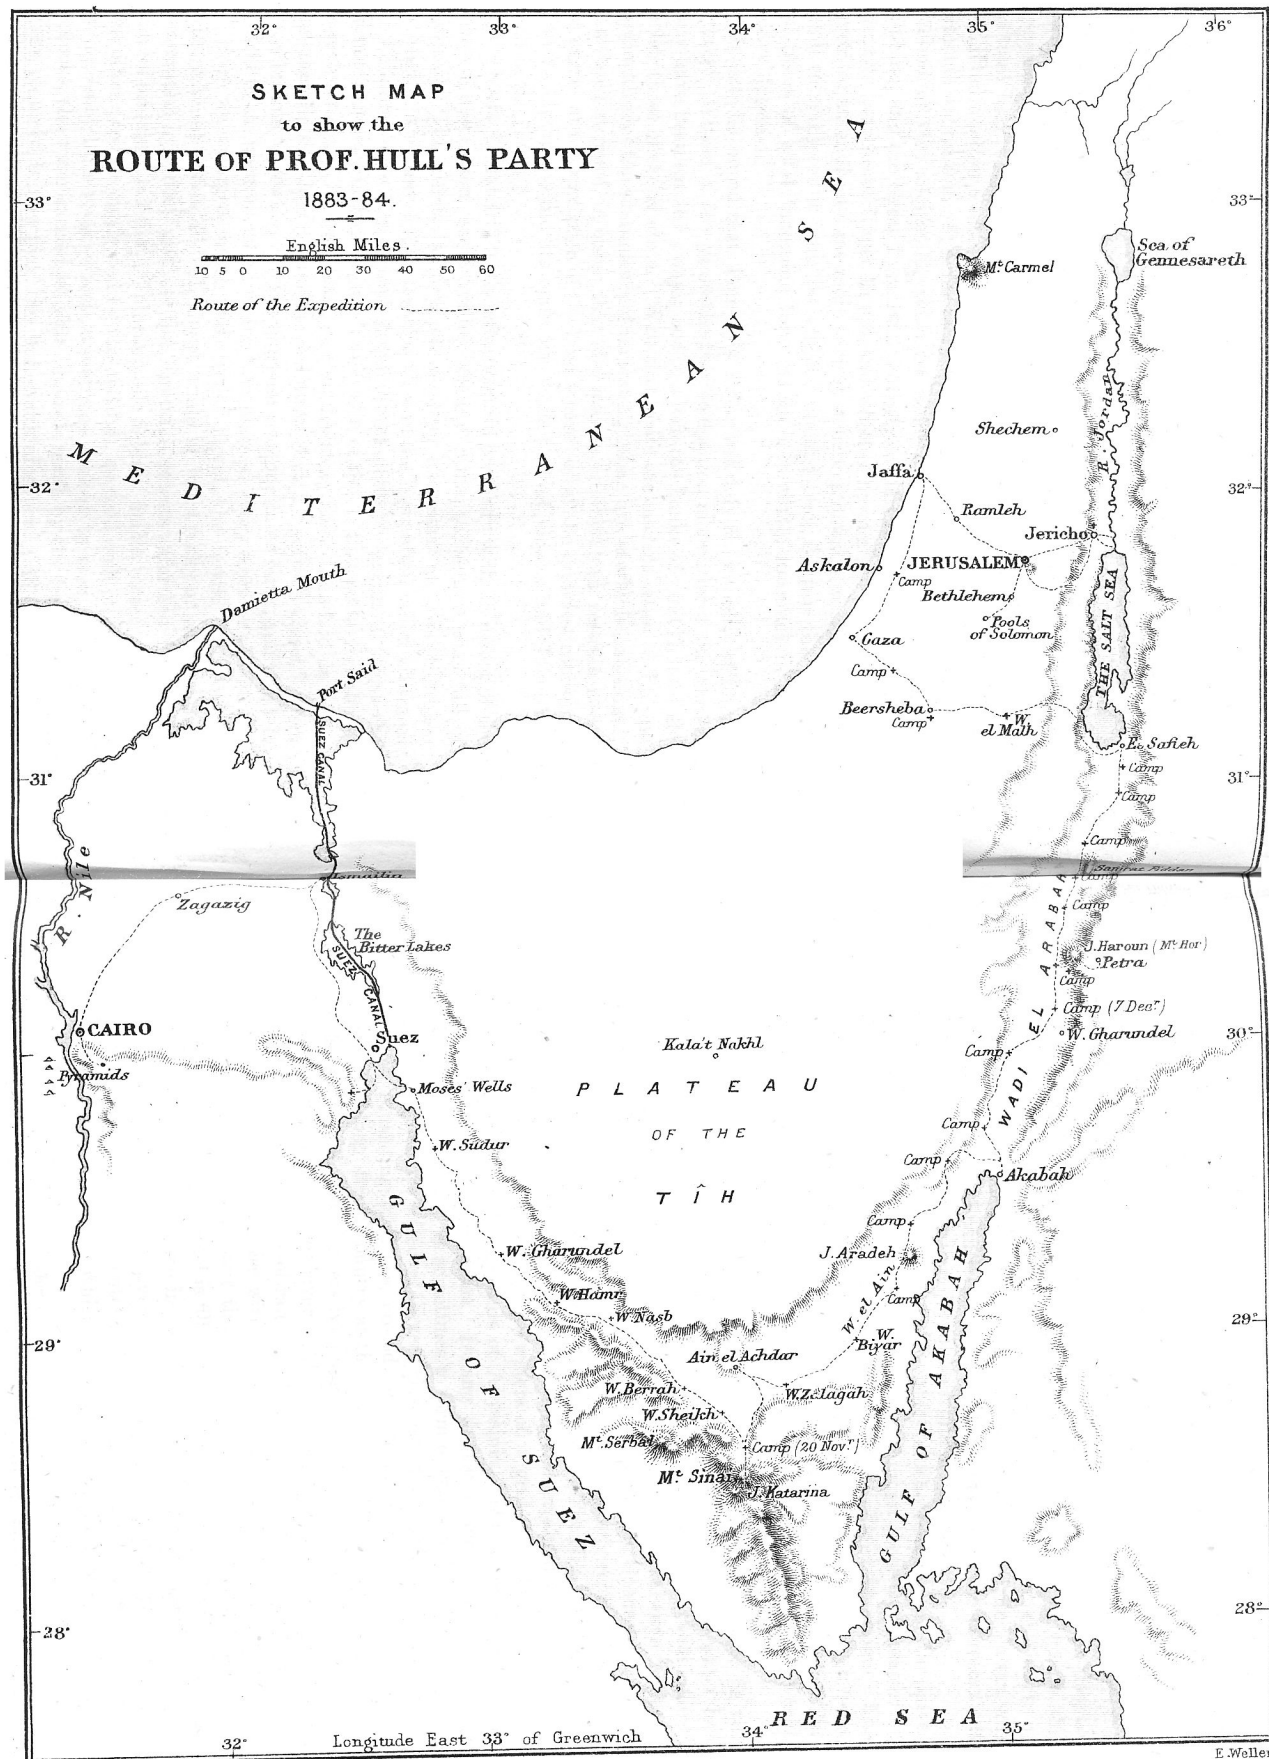 32° 33° 34° 35° 36°
SKETCH MAP
to show the
ROUTE OF PROF. HULL'S PARTY
1883-84.
English Miles.
10 5 0 10 20 30 40 50 60
Route of the Expedition
33° 33°
MEDITERRANEAN SEA
Sea of
Gennesareth
Mt. Carmel
R. Jordan
Shechem
Jaffa
32° 32°
Ramleh
Jericho
Askalon
JERUSALEM
Camp
Bethlehem
Pools
of Solomon
THE SALT SEA
Damietta Mouth
Gaza
Port Said
Camp
Beersheba
Camp
W.
el Malh
SUEZ CANAL
E. Safieh
31° 31°
Camp
Camp
Camp
R. Nile
Ismailia
Camp
Zagazig
Camp
The
Bitter Lakes
SUEZ CANAL
J. Haroun (Mt. Hor)
Petra
Camp
WADI EL ARABAH
Camp (7 Decr.)
CAIRO
Suez
W. Gharundel
30°
Kala't Nakhl
Camp
Pyramids
Moses' Wells
PLATEAU
OF THE
TÎH
W. Sudur
Camp
Camp
Akabah
GULF OF SUEZ
Camp
W. Gharundel
J. Aradeh
W. el Ain
Camp
W. Hamr
W. Nasb
29° 29°
W.
Biyar
Ain el Achdar
GULF OF AKABAH
W. Berrah
W. Zelagah
W. Sheikh
Mt. Serbal
Camp (20 Novr.)
Mt. Sinai
J. Katarina
28° 28°
RED SEA
32° 33° 34° 35°
Longitude East of Greenwich
E. Weller